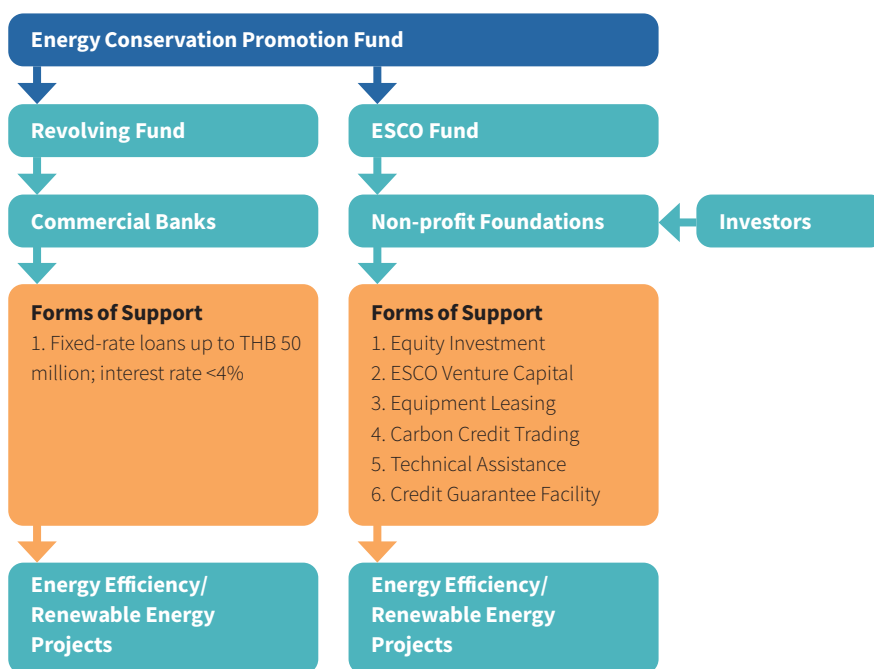 Energy Conservation Promotion Fund
Revolving Fund
ESCO Fund
Commercial Banks
Non-profit Foundations
Investors
Forms of Support
1. Fixed-rate loans up to THB 50
million; interest rate <4%
Forms of Support
1. Equity Investment
2. ESCO Venture Capital
3. Equipment Leasing
4. Carbon Credit Trading
5. Technical Assistance
6. Credit Guarantee Facility
Energy Efficiency/
Renewable Energy
Projects
Energy Efficiency/
Renewable Energy
Projects